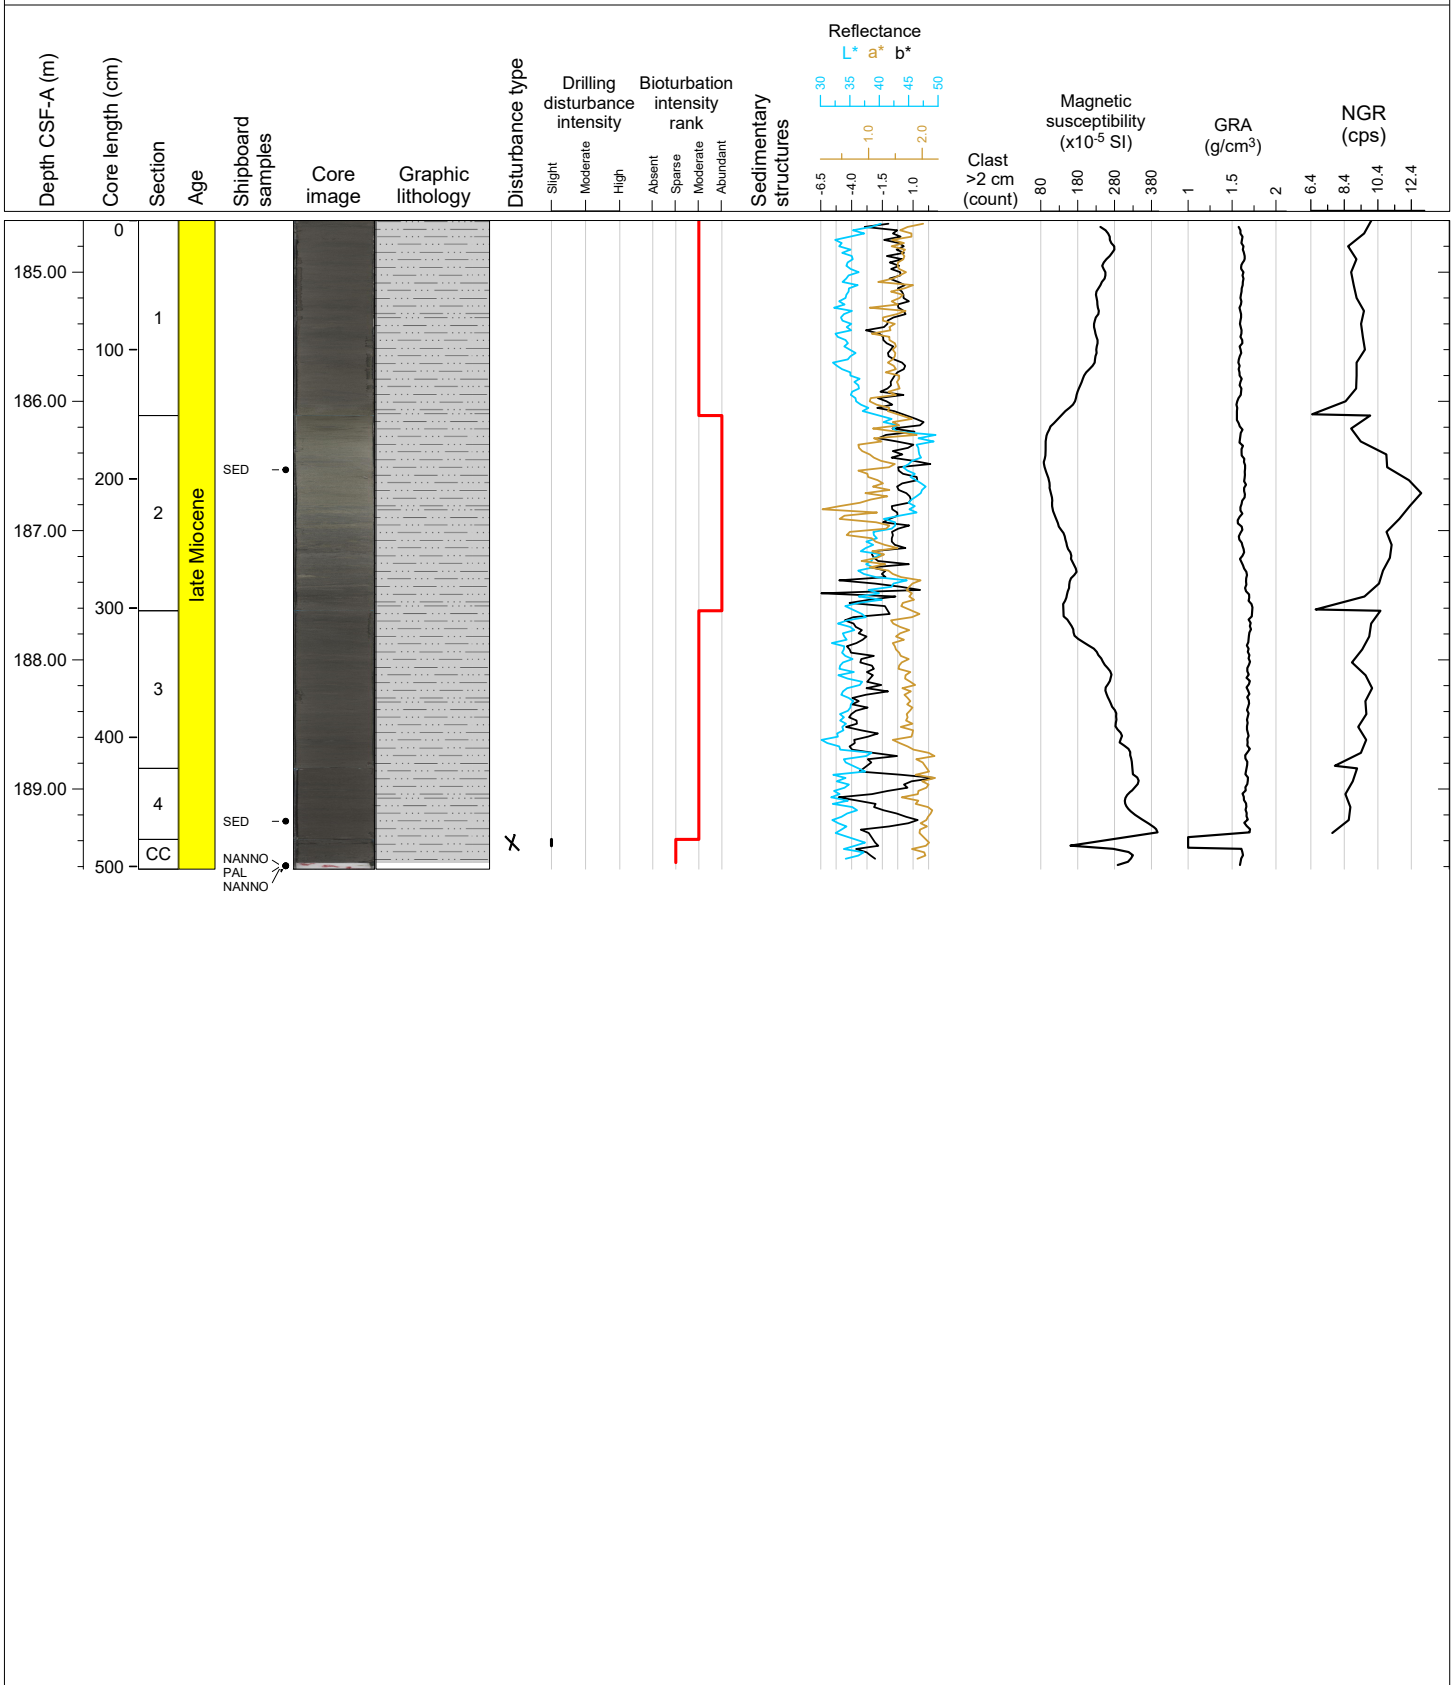 Depth CSF-A (m)
Core length (cm)
Section
Age
Shipboard
samples
Core
image
Graphic
lithology
Disturbance type
Drilling
disturbance
intensity
Slight
Moderate
High
Bioturbation
intensity
rank
Absent
Sparse
Moderate
Abundant
Sedimentary
structures
Reflectance
L* a* b*
30 35 40 45 50
1.0 2.0
-6.5 -4.0 -1.5 1.0
Clast
>2 cm
(count)
Magnetic
susceptibility
(x10-5 SI)
80 180 280 380
GRA
(g/cm3)
1 1.5 2
NGR
(cps)
6.4 8.4 10.4 12.4
0
185.00
1
100
186.00
SED
200
2
187.00
late Miocene
300
188.00
3
400
189.00
4
SED
CC
X
NANNO
500
PAL
NANNO